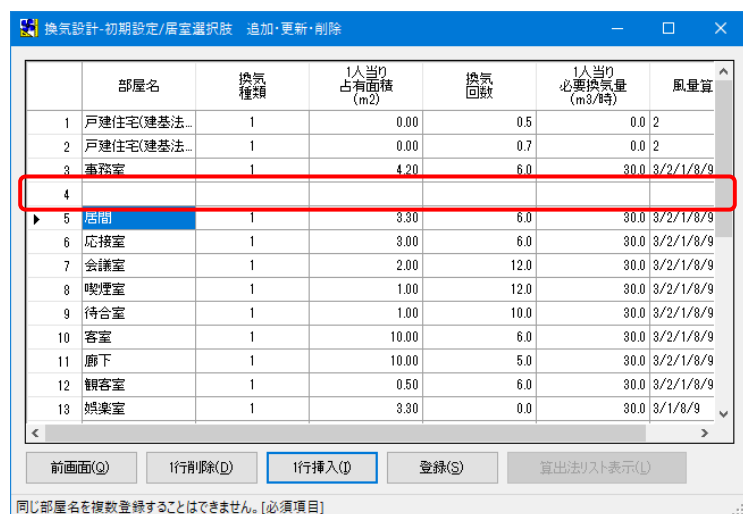 換気設計-初期設定/居室選択肢 追加･更新･削除
部屋名 換気種類 1人当り占有面積(m2) 換気回数 1人当り必要換気量(m3/時) 風量算
1 戸建住宅(建基法... 1 0.00 0.5 0.0 2
2 戸建住宅(建基法... 1 0.00 0.7 0.0 2
3 事務室 1 4.20 6.0 30.0 3/2/1/8/9
4
5 居間 1 3.30 6.0 30.0 3/2/1/8/9
6 応接室 1 3.00 6.0 30.0 3/2/1/8/9
7 会議室 1 2.00 12.0 30.0 3/2/1/8/9
8 喫煙室 1 1.00 12.0 30.0 3/2/1/8/9
9 待合室 1 1.00 10.0 30.0 3/2/1/8/9
10 客室 1 10.00 6.0 30.0 3/2/1/8/9
11 廊下 1 10.00 5.0 30.0 3/2/1/8/9
12 観客室 1 0.50 6.0 30.0 3/2/1/8/9
13 娯楽室 1 3.30 0.0 30.0 3/1/8/9
前画面(Q) 1行削除(D) 1行挿入(I) 登録(S) 算出法リスト表示(L)
同じ部屋名を複数登録することはできません。[必須項目]